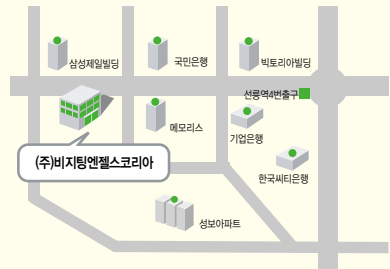 삼성제일빌딩
국민은행
빅토리아빌딩
선릉역4번출구
메모리스
기업은행
(주)비지팅엔젤스코리아
한국씨티은행
성보아파트